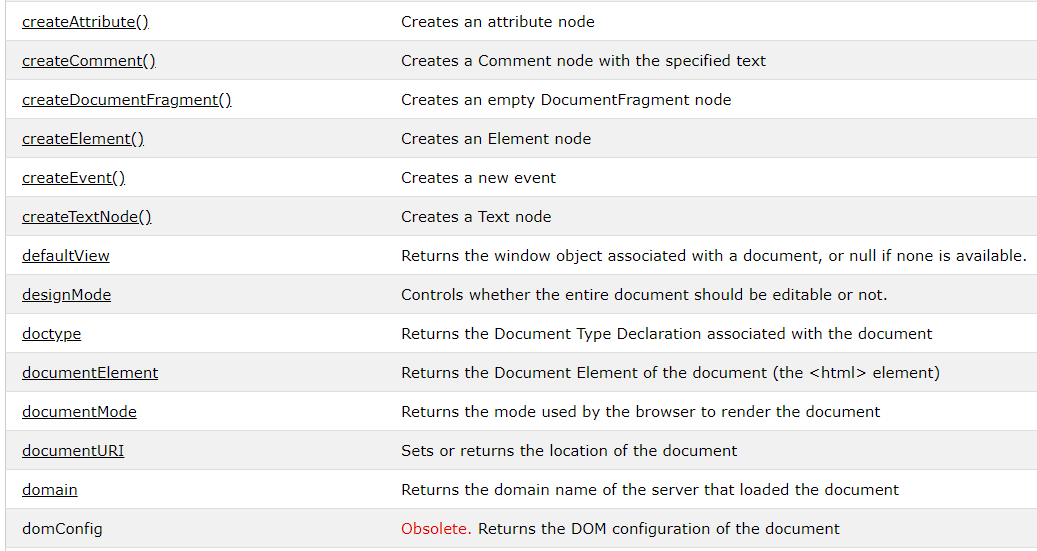 createAttribute() Creates an attribute node
createComment() Creates a Comment node with the specified text
createDocumentFragment() Creates an empty DocumentFragment node
createElement() Creates an Element node
createEvent() Creates a new event
createTextNode() Creates a Text node
defaultView Returns the window object associated with a document, or null if none is available.
designMode Controls whether the entire document should be editable or not.
doctype Returns the Document Type Declaration associated with the document
documentElement Returns the Document Element of the document (the <html> element)
documentMode Returns the mode used by the browser to render the document
documentURI Sets or returns the location of the document
domain Returns the domain name of the server that loaded the document
domConfig Obsolete. Returns the DOM configuration of the document